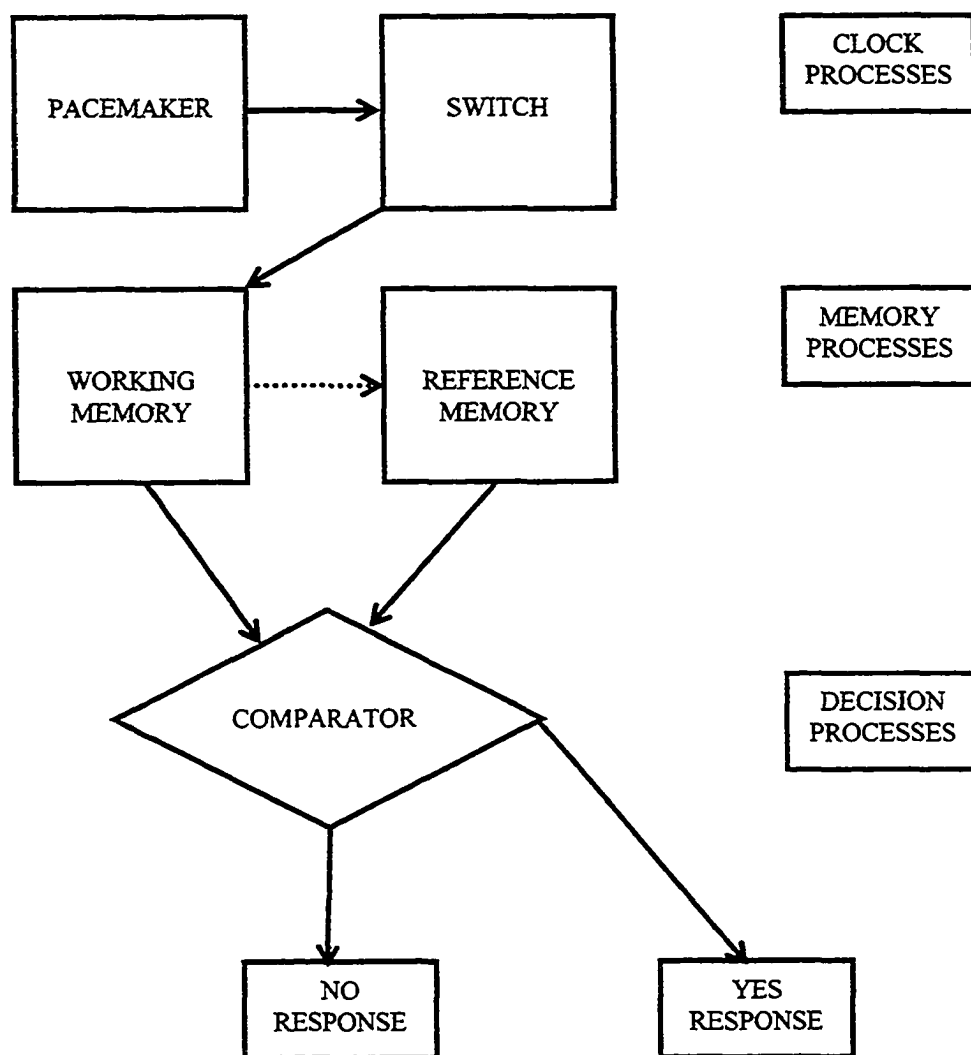 PACEMAKER
SWITCH
CLOCK
PROCESSES
WORKING
MEMORY
REFERENCE
MEMORY
MEMORY
PROCESSES
COMPARATOR
DECISION
PROCESSES
NO
RESPONSE
YES
RESPONSE